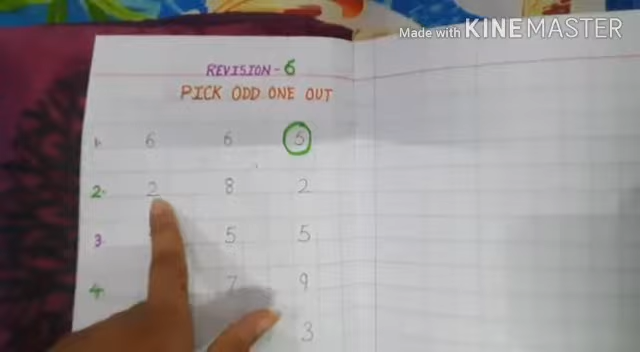 Made with KINEMASTER
REVISION-6
PICK ODD ONE OUT
1. 6 6 5
2. 2 8 2
3. 5 5
4. 7 9
3